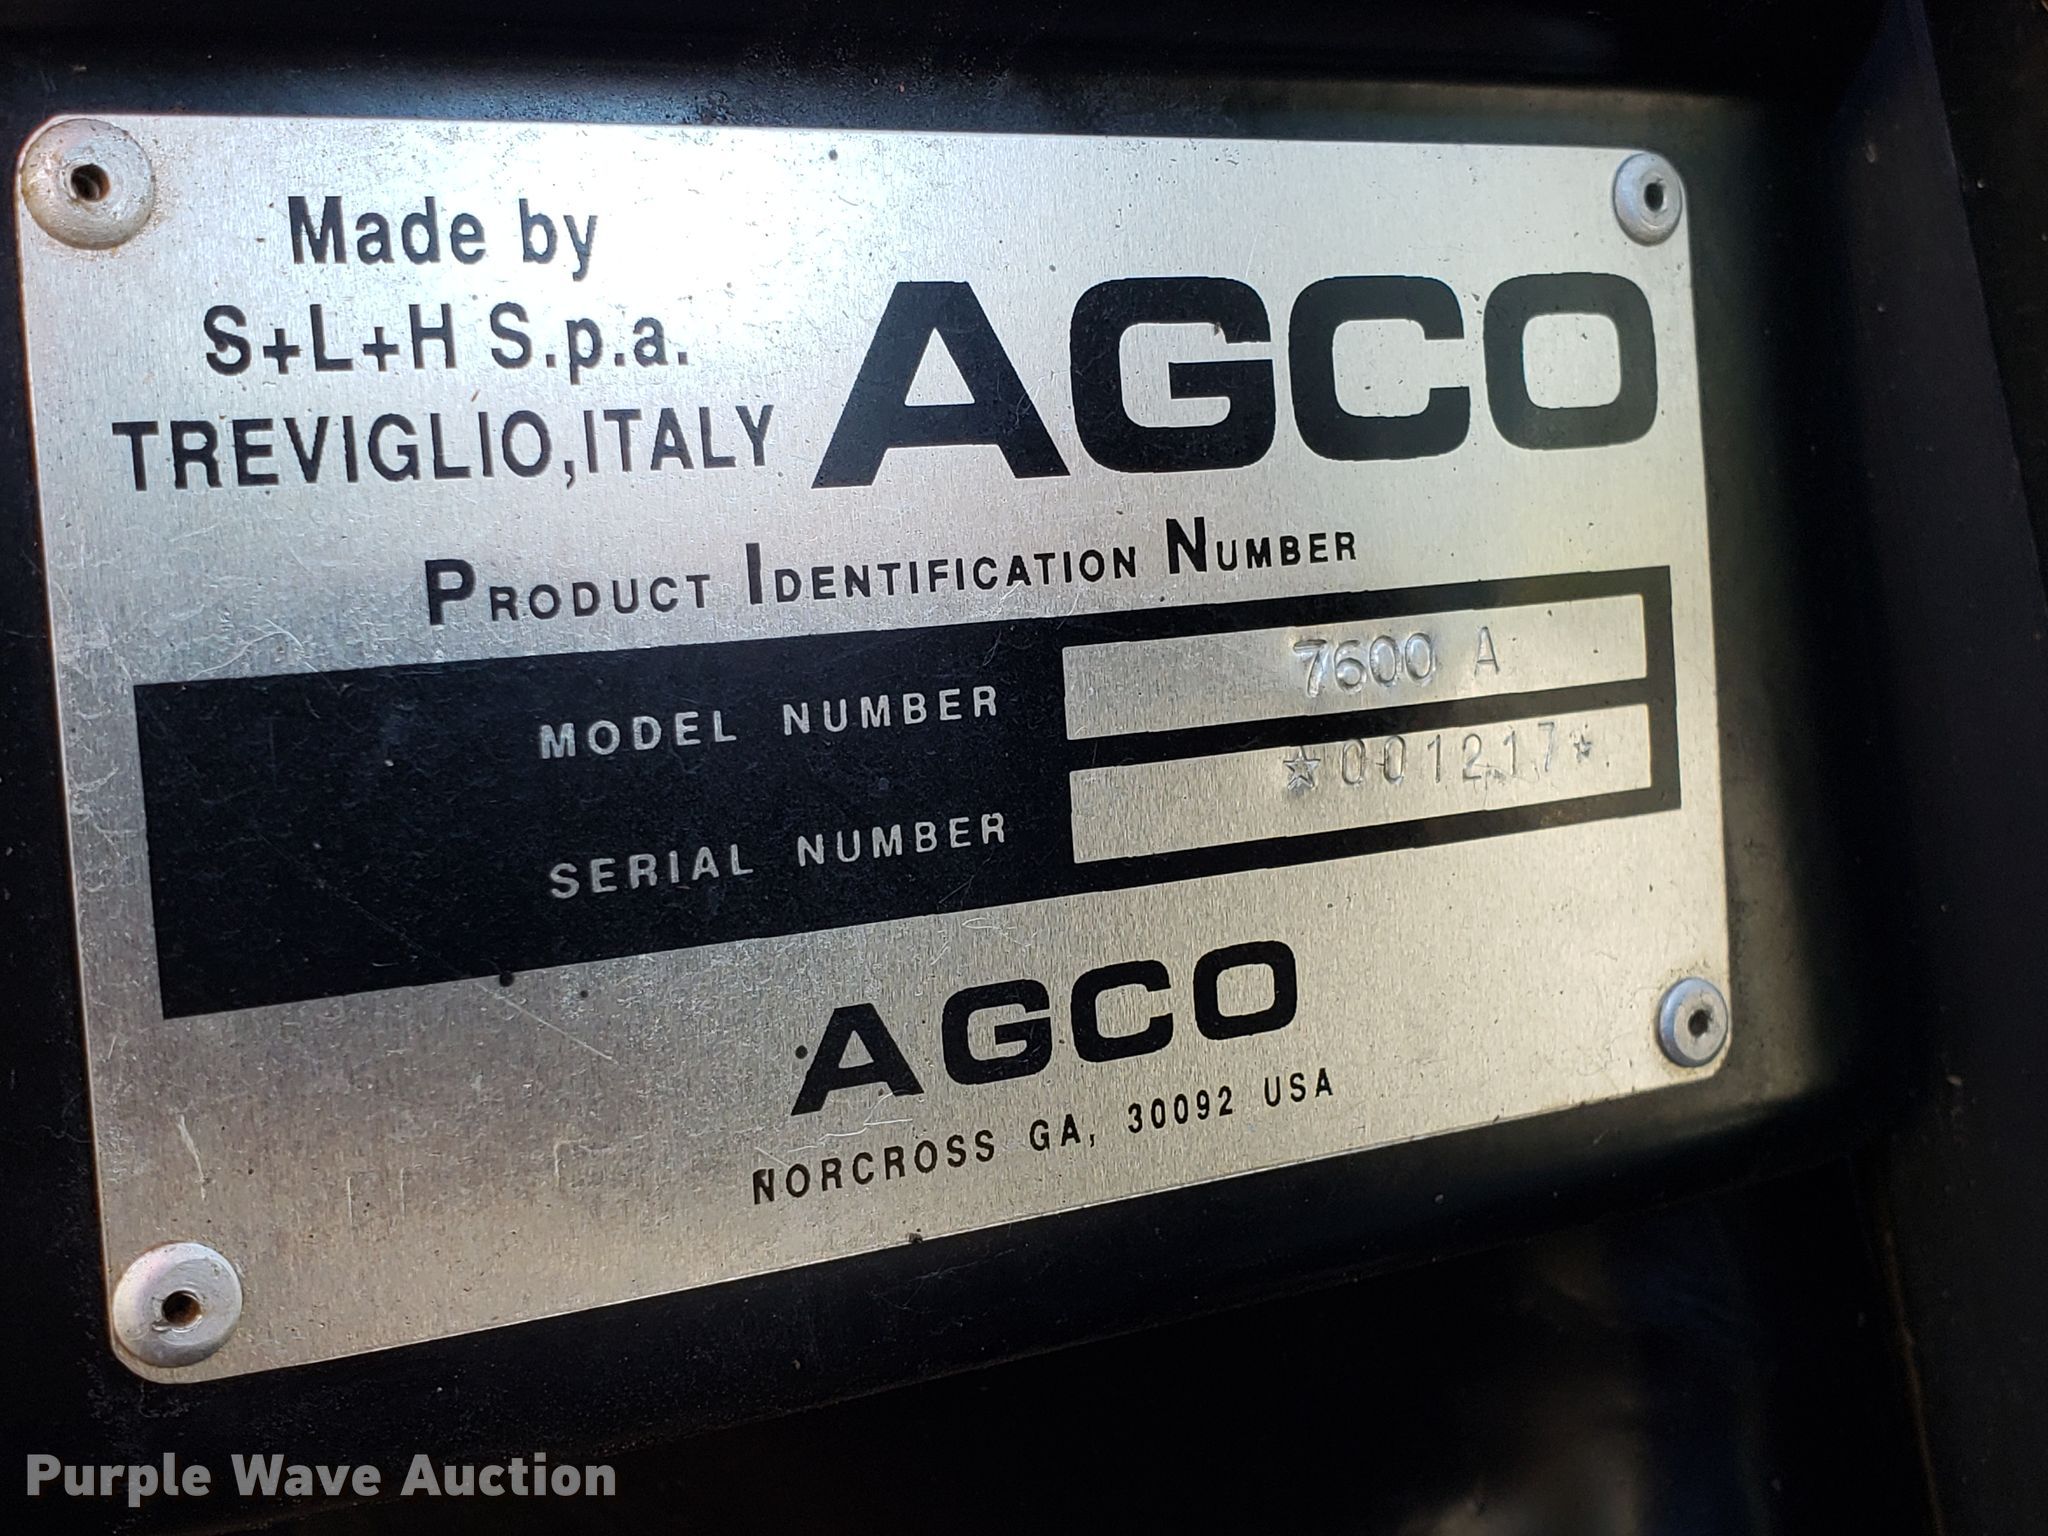 Made by
S+L+H S.p.a.
TREVIGLIO,ITALY
AGCO
PRODUCT IDENTIFICATION NUMBER
MODEL NUMBER 7600 A
SERIAL NUMBER ☆001217☆
AGCO
NORCROSS GA, 30092 USA
Purple Wave Auction